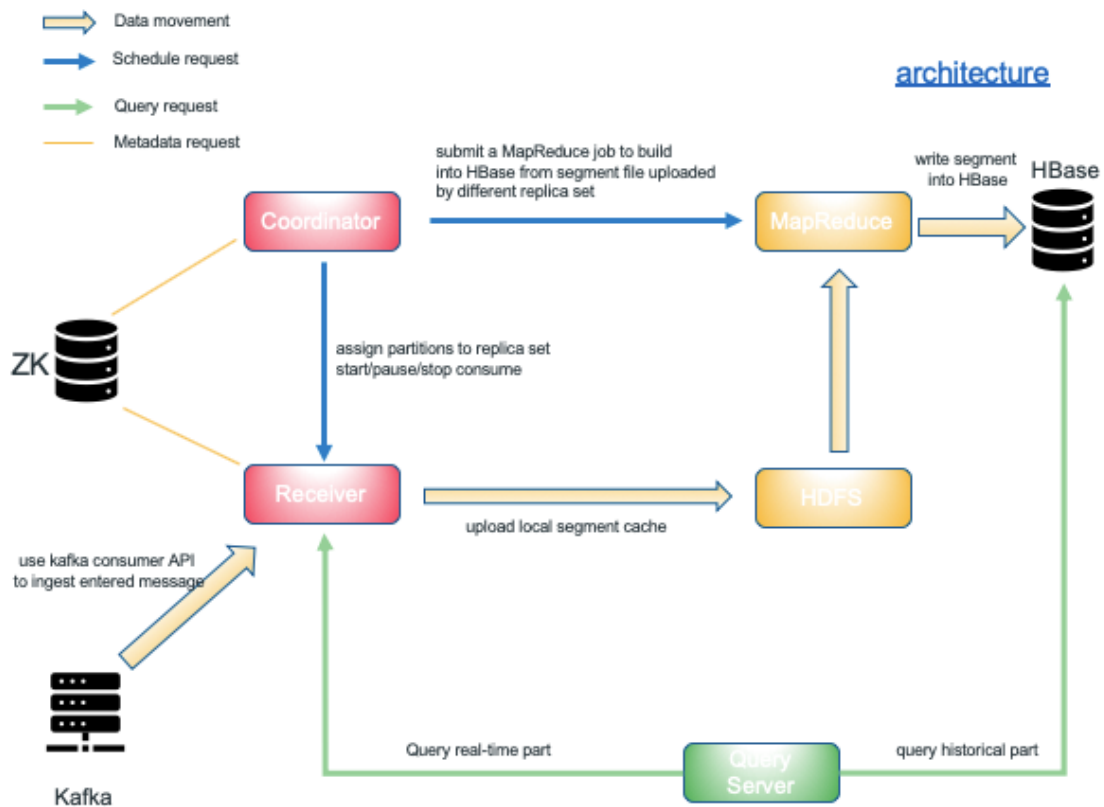 Data movement
Schedule request
Query request
Metadata request
architecture
submit a MapReduce job to build
into HBase from segment file uploaded
by different replica set
write segment
into HBase
HBase
Coordinator
MapReduce
ZK
assign partitions to replica set
start/pause/stop consume
Receiver
HDFS
upload local segment cache
use kafka consumer API
to ingest entered message
Kafka
Query real-time part
Query
Server
query historical part